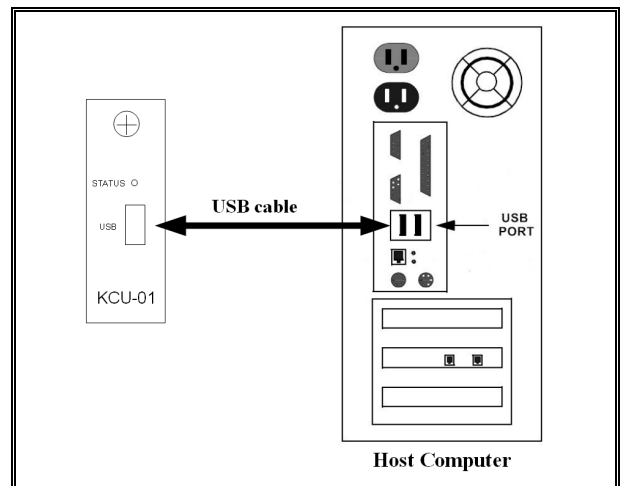 STATUS
USB
KCU-01
USB cable
USB
PORT
Host Computer